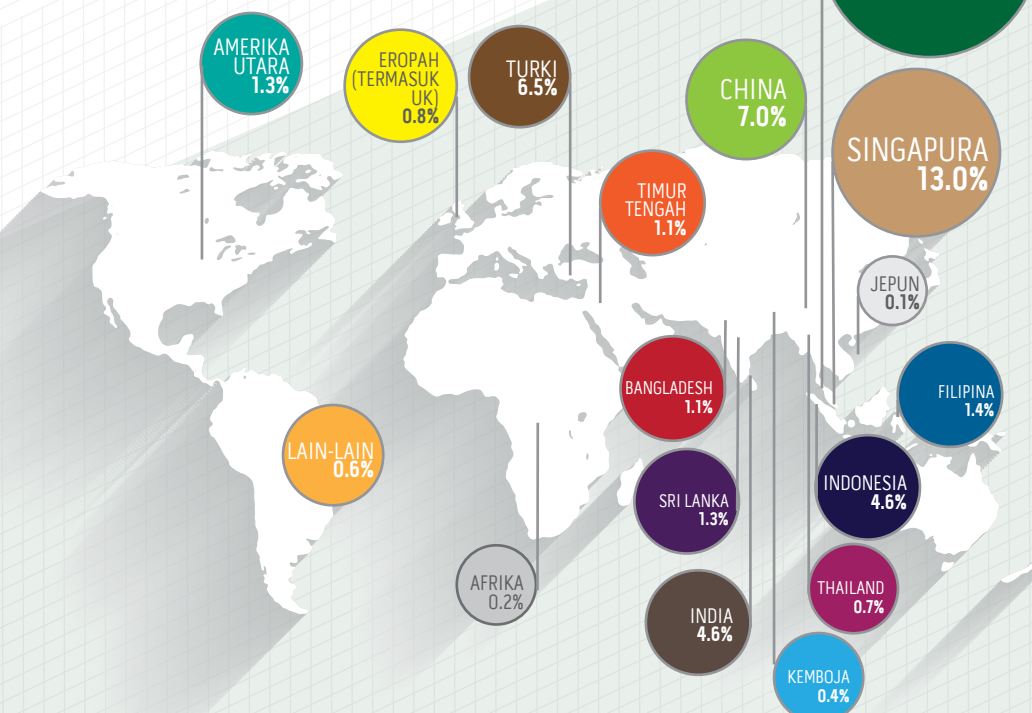 AMERIKA
UTARA
1.3%
EROPAH
(TERMASUK
UK)
0.8%
TURKI
6.5%
CHINA
7.0%
SINGAPURA
13.0%
TIMUR
TENGAH
1.1%
JEPUN
0.1%
BANGLADESH
1.1%
FILIPINA
1.4%
LAIN-LAIN
0.6%
SRI LANKA
1.3%
INDONESIA
4.6%
AFRIKA
0.2%
THAILAND
0.7%
INDIA
4.6%
KEMBOJA
0.4%